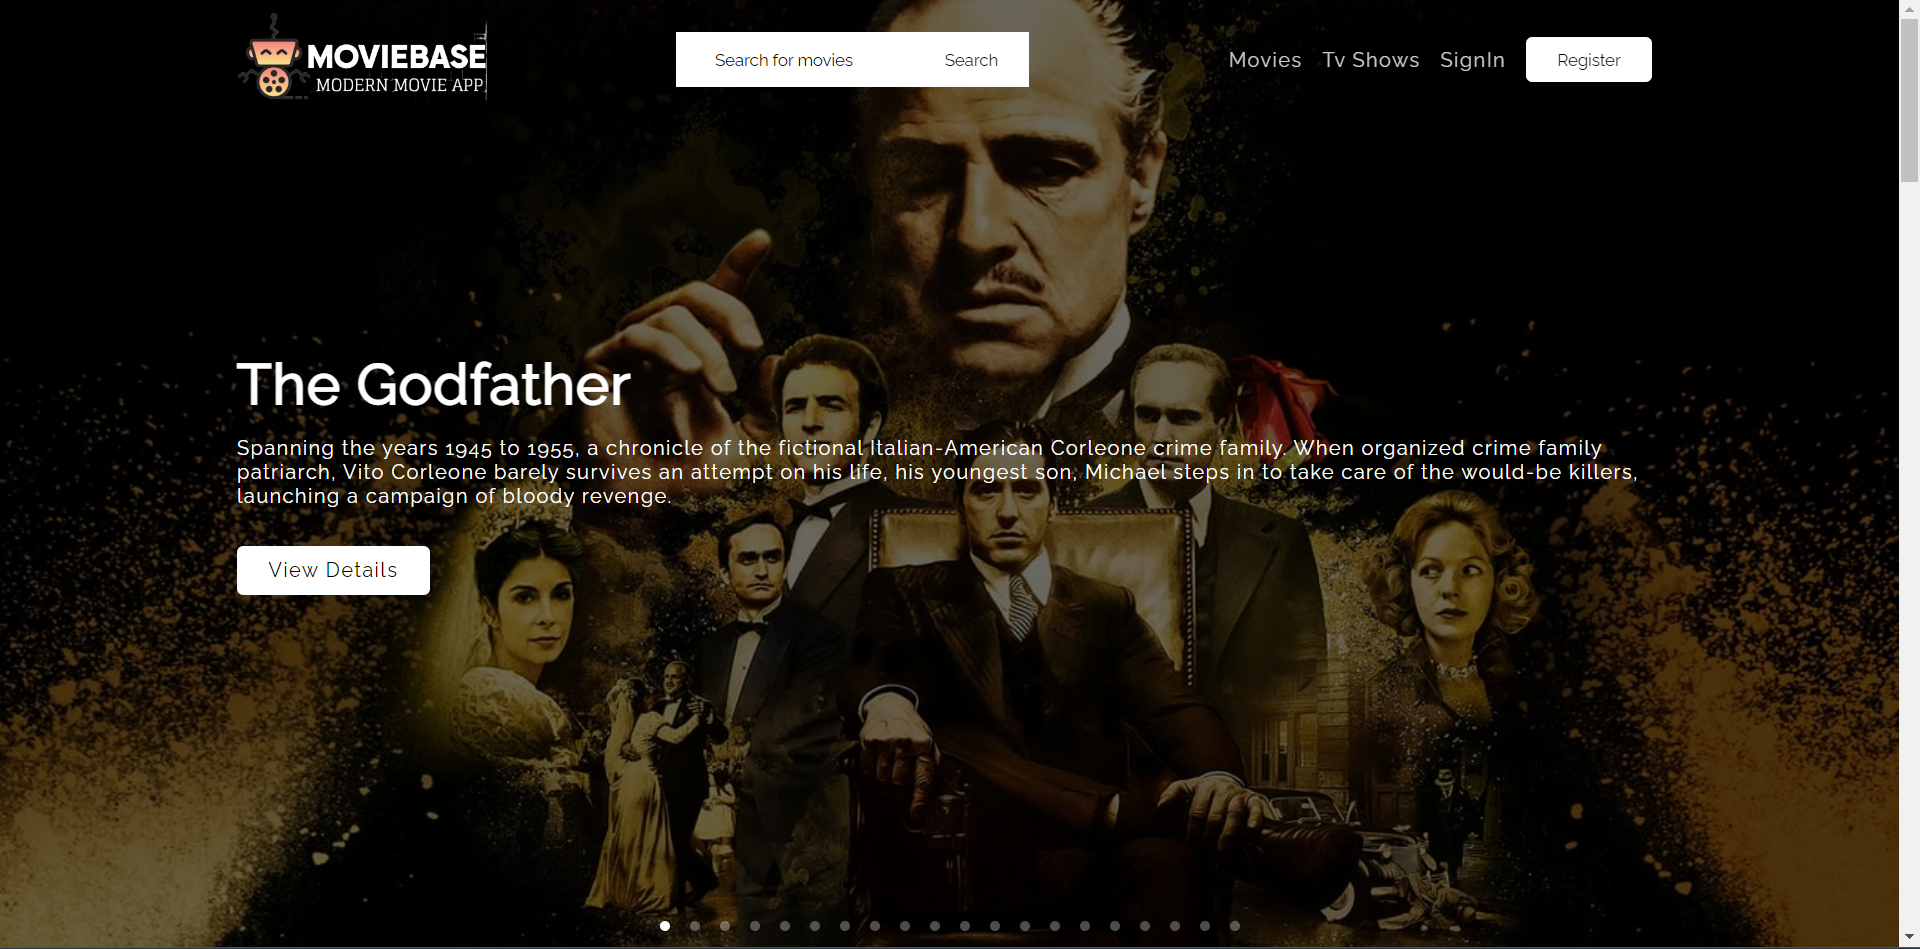 MOVIEBASE
MODERN MOVIE APP
Search for movies
Search
Movies
Tv Shows
SignIn
Register
The Godfather
Spanning the years 1945 to 1955, a chronicle of the fictional Italian-American Corleone crime family. When organized crime family
patriarch, Vito Corleone barely survives an attempt on his life, his youngest son, Michael steps in to take care of the would-be killers,
launching a campaign of bloody revenge.
View Details